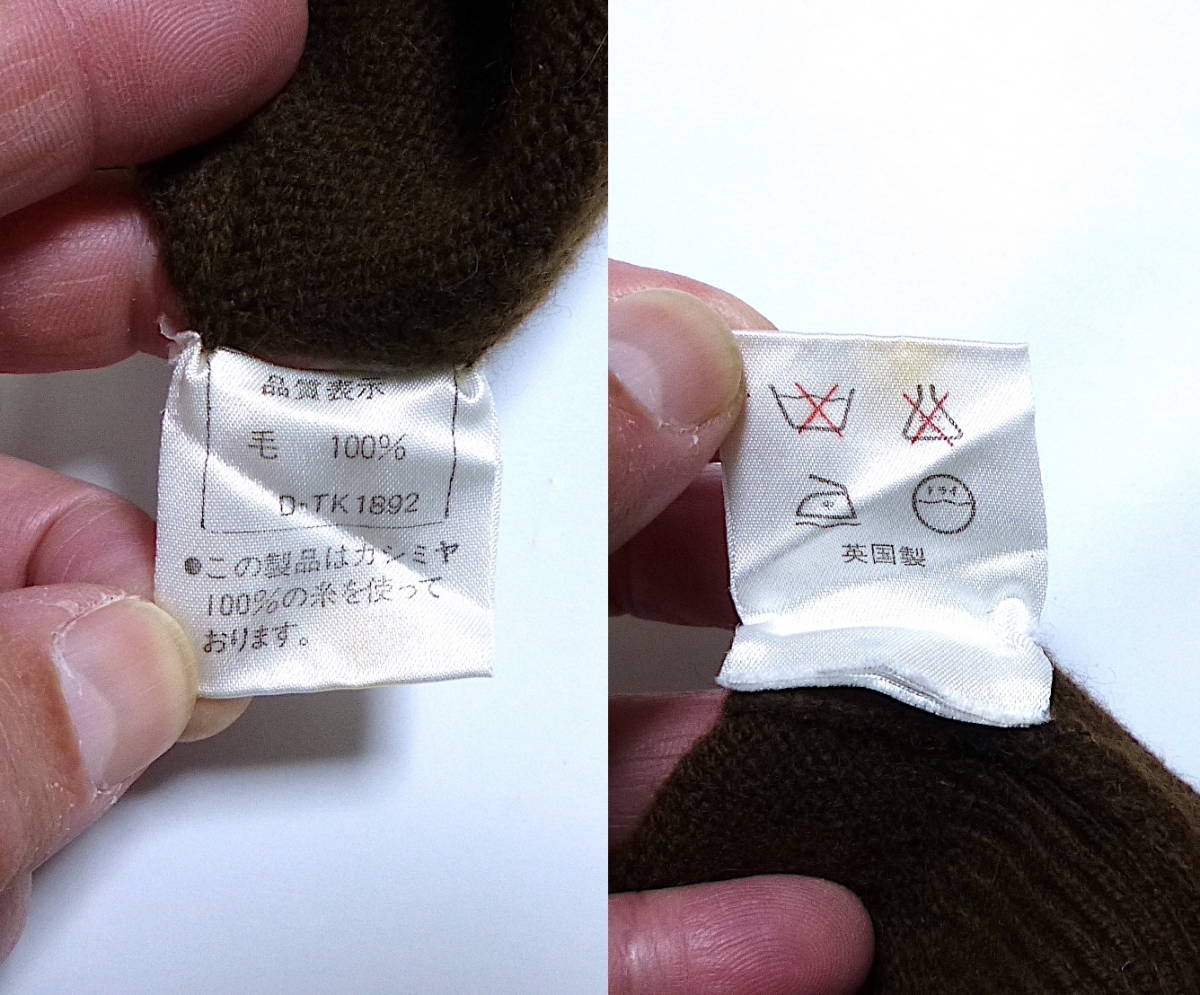 品質表示
毛 100%
D·TK1892
●この製品はカシミヤ
100%の糸を使って
おります。
中
ドライ
英国製